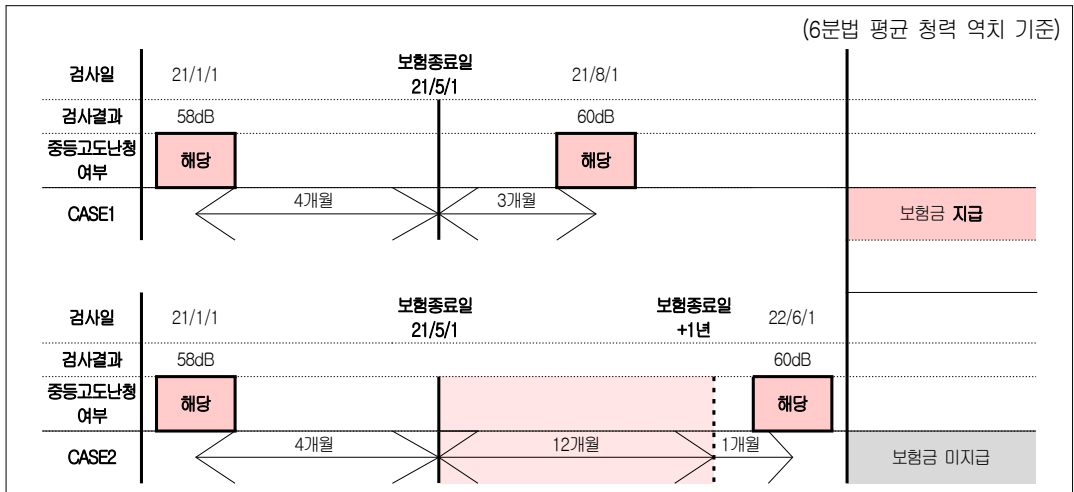 (6분법 평균 청력 역치 기준)
검사일 21/1/1 보험종료일 21/5/1 21/8/1
검사결과 58dB 60dB
중등고도난청 여부 해당 해당
4개월 3개월
CASE1 보험금 지급
검사일 21/1/1 보험종료일 21/5/1 보험종료일 +1년 22/6/1
검사결과 58dB 60dB
중등고도난청 여부 해당 해당
4개월 12개월 1개월
CASE2 보험금 미지급